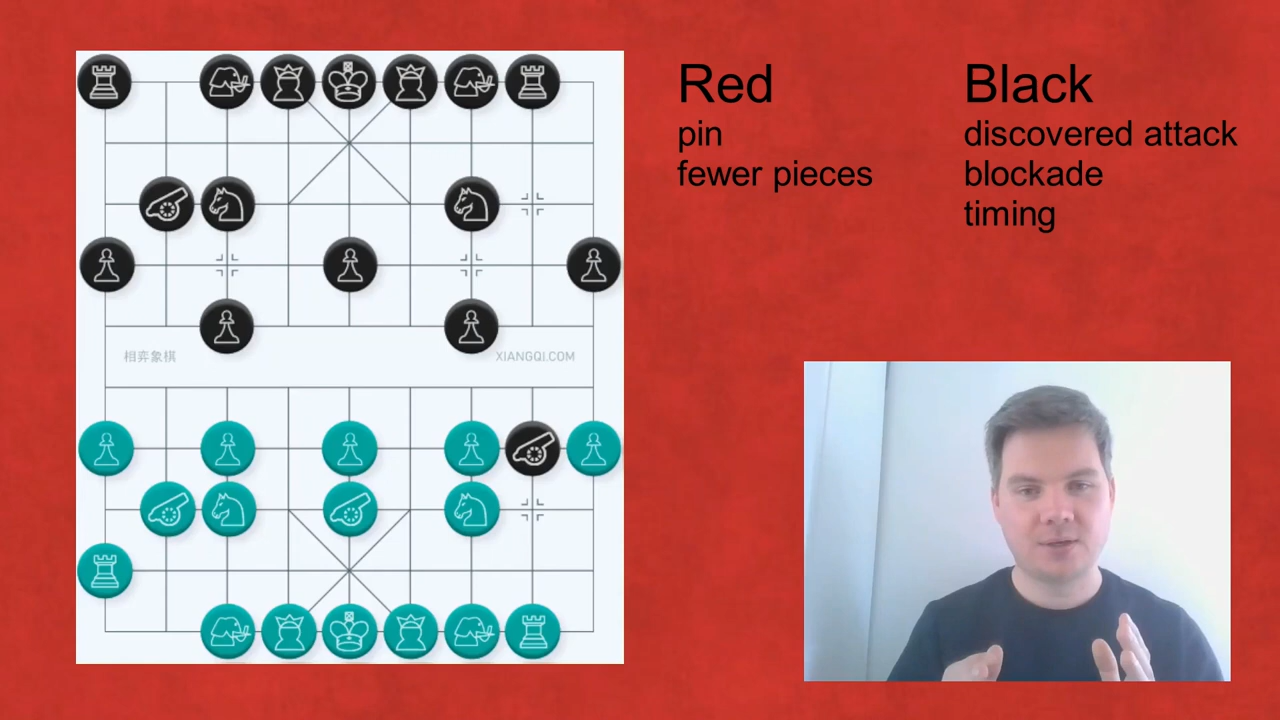 Red
pin
fewer pieces
Black
discovered attack
blockade
timing
相弈象棋
XIANGQI.COM